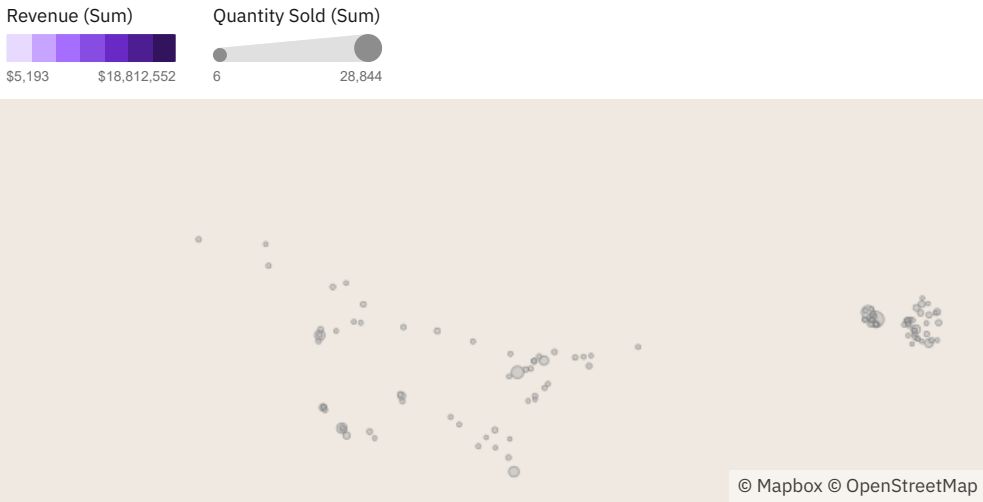 Revenue (Sum)
$5,193 $18,812,552
Quantity Sold (Sum)
6 28,844
© Mapbox © OpenStreetMap